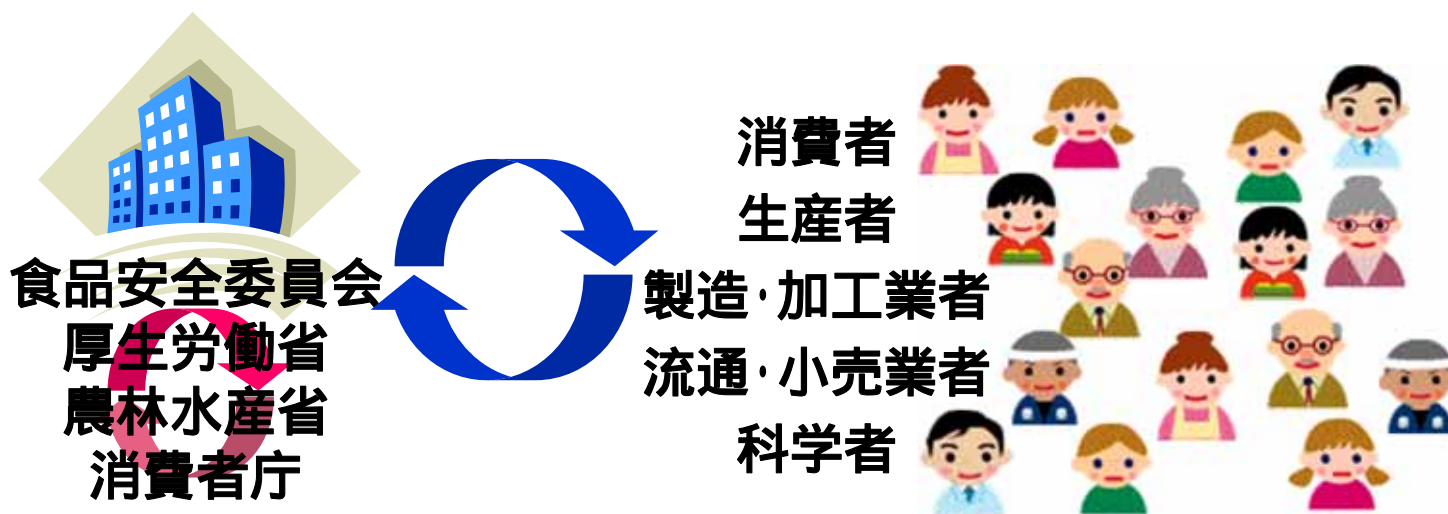 食品安全委員会
厚生労働省
農林水産省
消費者庁
消費者
生産者
製造・加工業者
流通・小売業者
科学者